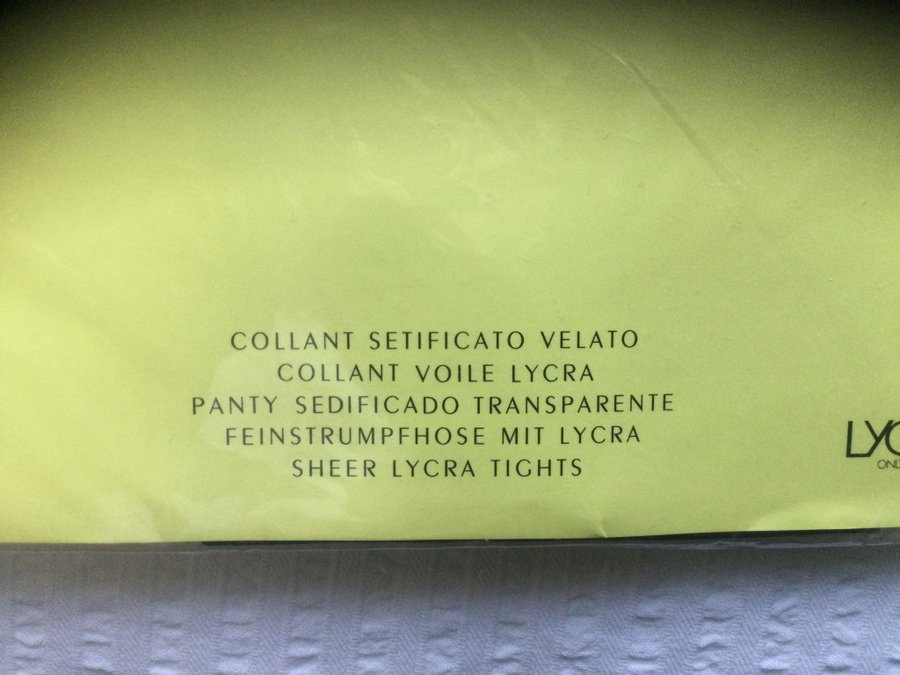 COLLANT SETIFICATO VELATO
COLLANT VOILE LYCRA
PANTY SEDIFICADO TRANSPARENTE
FEINSTRUMPFHOSE MIT LYCRA
SHEER LYCRA TIGHTS